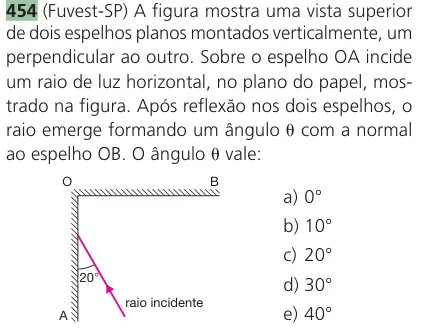 454 (Fuvest-SP) A figura mostra uma vista superior
de dois espelhos planos montados verticalmente, um
perpendicular ao outro. Sobre o espelho OA incide
um raio de luz horizontal, no plano do papel, mos-
trado na figura. Após reflexão nos dois espelhos, o
raio emerge formando um ângulo θ com a normal
ao espelho OB. O ângulo θ vale:
O
B
20°
raio incidente
A
a) 0°
b) 10°
c) 20°
d) 30°
e) 40°